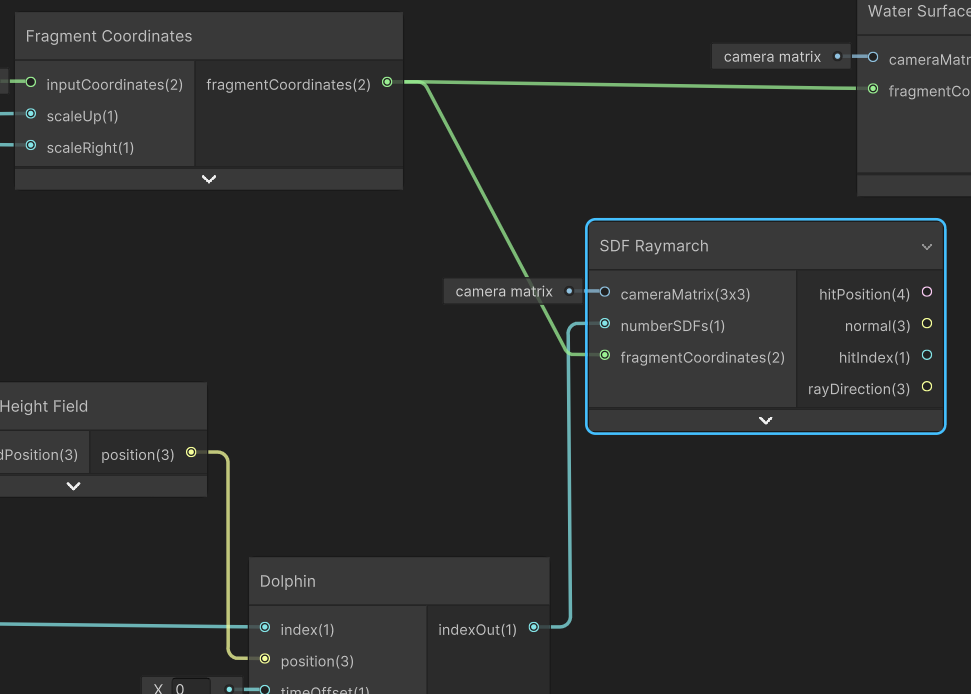 Fragment Coordinates
inputCoordinates(2)
fragmentCoordinates(2)
scaleUp(1)
scaleRight(1)
Water Surface
camera matrix
cameraMatr
fragmentCo
SDF Raymarch
camera matrix
cameraMatrix(3x3)
hitPosition(4)
numberSDFs(1)
normal(3)
fragmentCoordinates(2)
hitIndex(1)
rayDirection(3)
Height Field
dPosition(3)
position(3)
Dolphin
index(1)
indexOut(1)
position(3)
X 0
timeOffset(1)